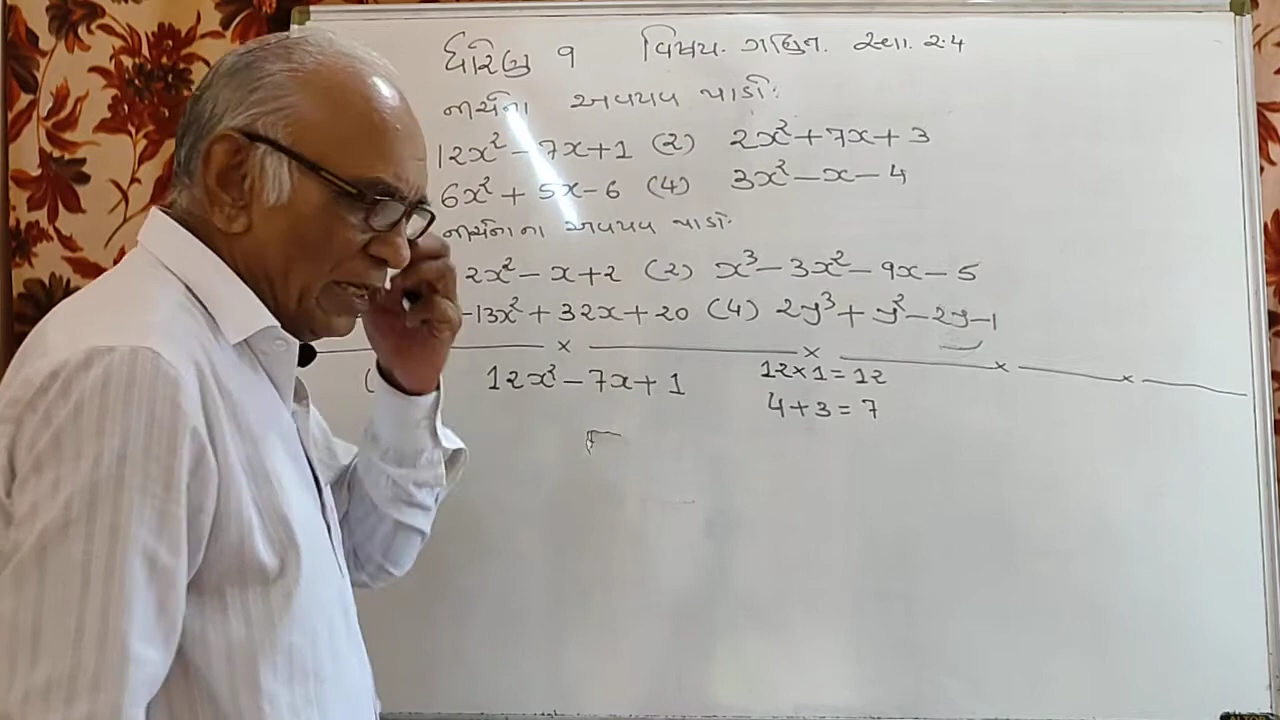 ધોરણ ૧ વિષય. ગણિત. સ્વા. ૨.4
નીચેના અવયવ પાડો:
12x² - 7x + 1 (2) 2x² + 7x + 3
6x² + 5x - 6 (4) 3x² - x - 4
નીચેનાના અવયવ પાડો:
2x² - x + 2 (2) x³ - 3x² - 9x - 5
-13x² + 32x + 20 (4) 2y³ + y² - 2y - 1
( 12x² - 7x + 1 12 × 1 = 12
4 + 3 = 7